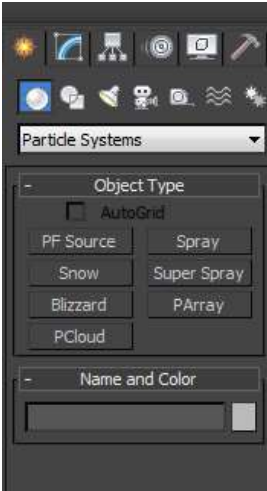 Particle Systems
- Object Type
AutoGrid
PF Source Spray
Snow Super Spray
Blizzard PArray
PCloud
- Name and Color